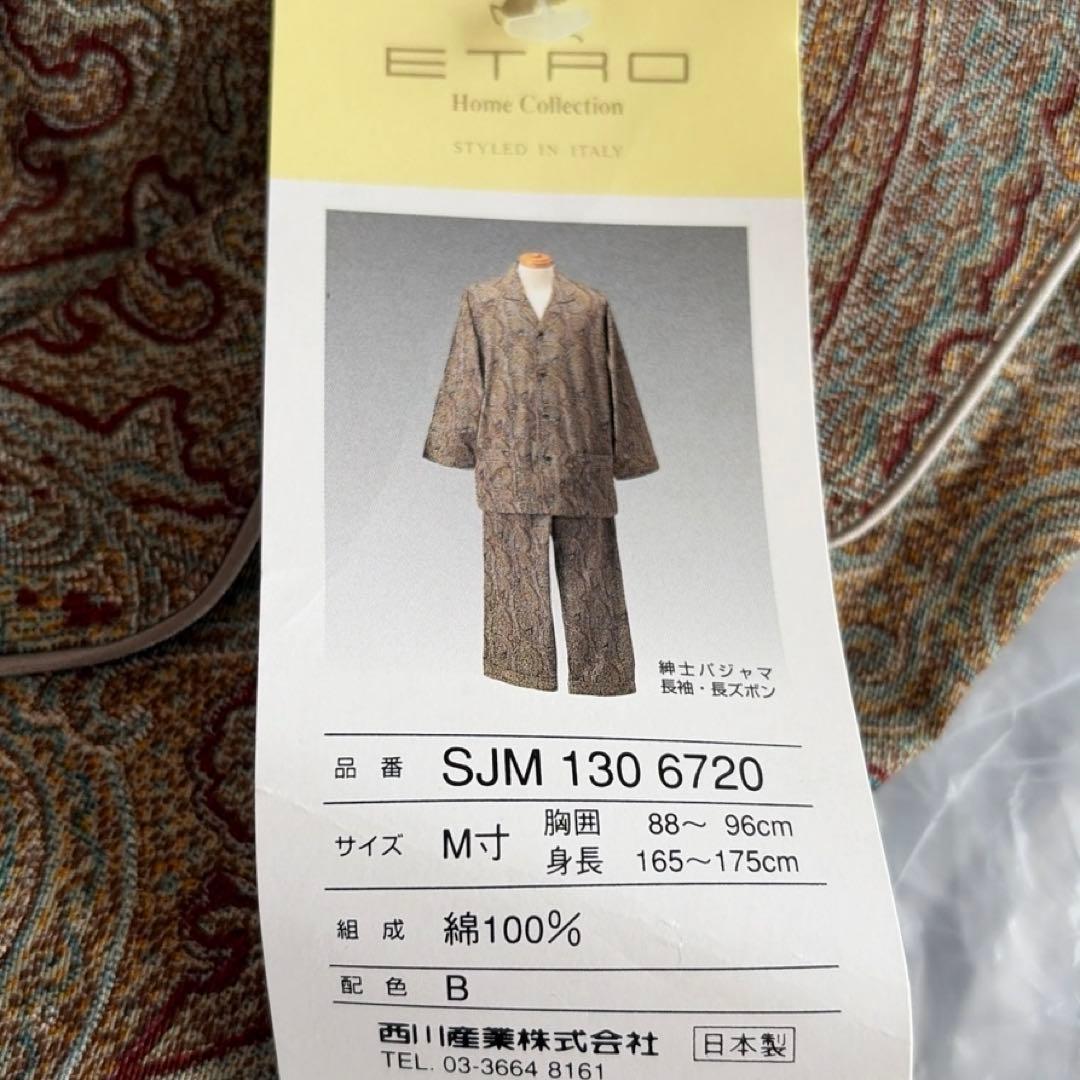 ETRO
Home Collection
STYLED IN ITALY
紳士パジャマ
長袖・長ズボン
品番 SJM 130 6720
サイズ M寸 胸囲 88〜 96cm
身長 165〜175cm
組成 綿100%
配色 B
西川産業株式会社 日本製
TEL. 03-3664 8161